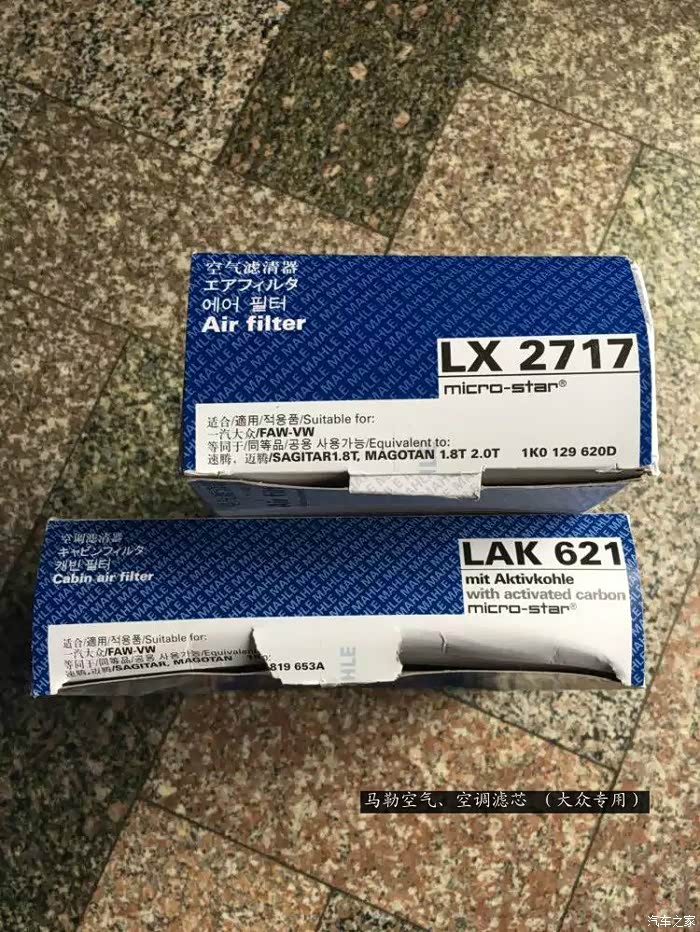 空气滤清器
エアフィルタ
에어 필터
Air filter
LX 2717
micro-star®
适合/適用/적용품/Suitable for:
一汽大众/FAW-VW
等同于/同等品/공용 사용가능/Equivalent to:
速腾，迈腾/SAGITAR1.8T, MAGOTAN 1.8T 2.0T 1K0 129 620D
Air filter
キャビンフィルタ
캐빈 필터
Cabin air filter
LAK 621
mit Aktivkohle
with activated carbon
micro-star®
适合/適用/적용품/Suitable for:
一汽大众/FAW-VW
等同于/同等品/공용 사용가능/Equivalent
速腾，迈腾/SAGITAR, MAGOTAN
819 653A
马勒空气、空调滤芯 （大众专用）
汽车之家